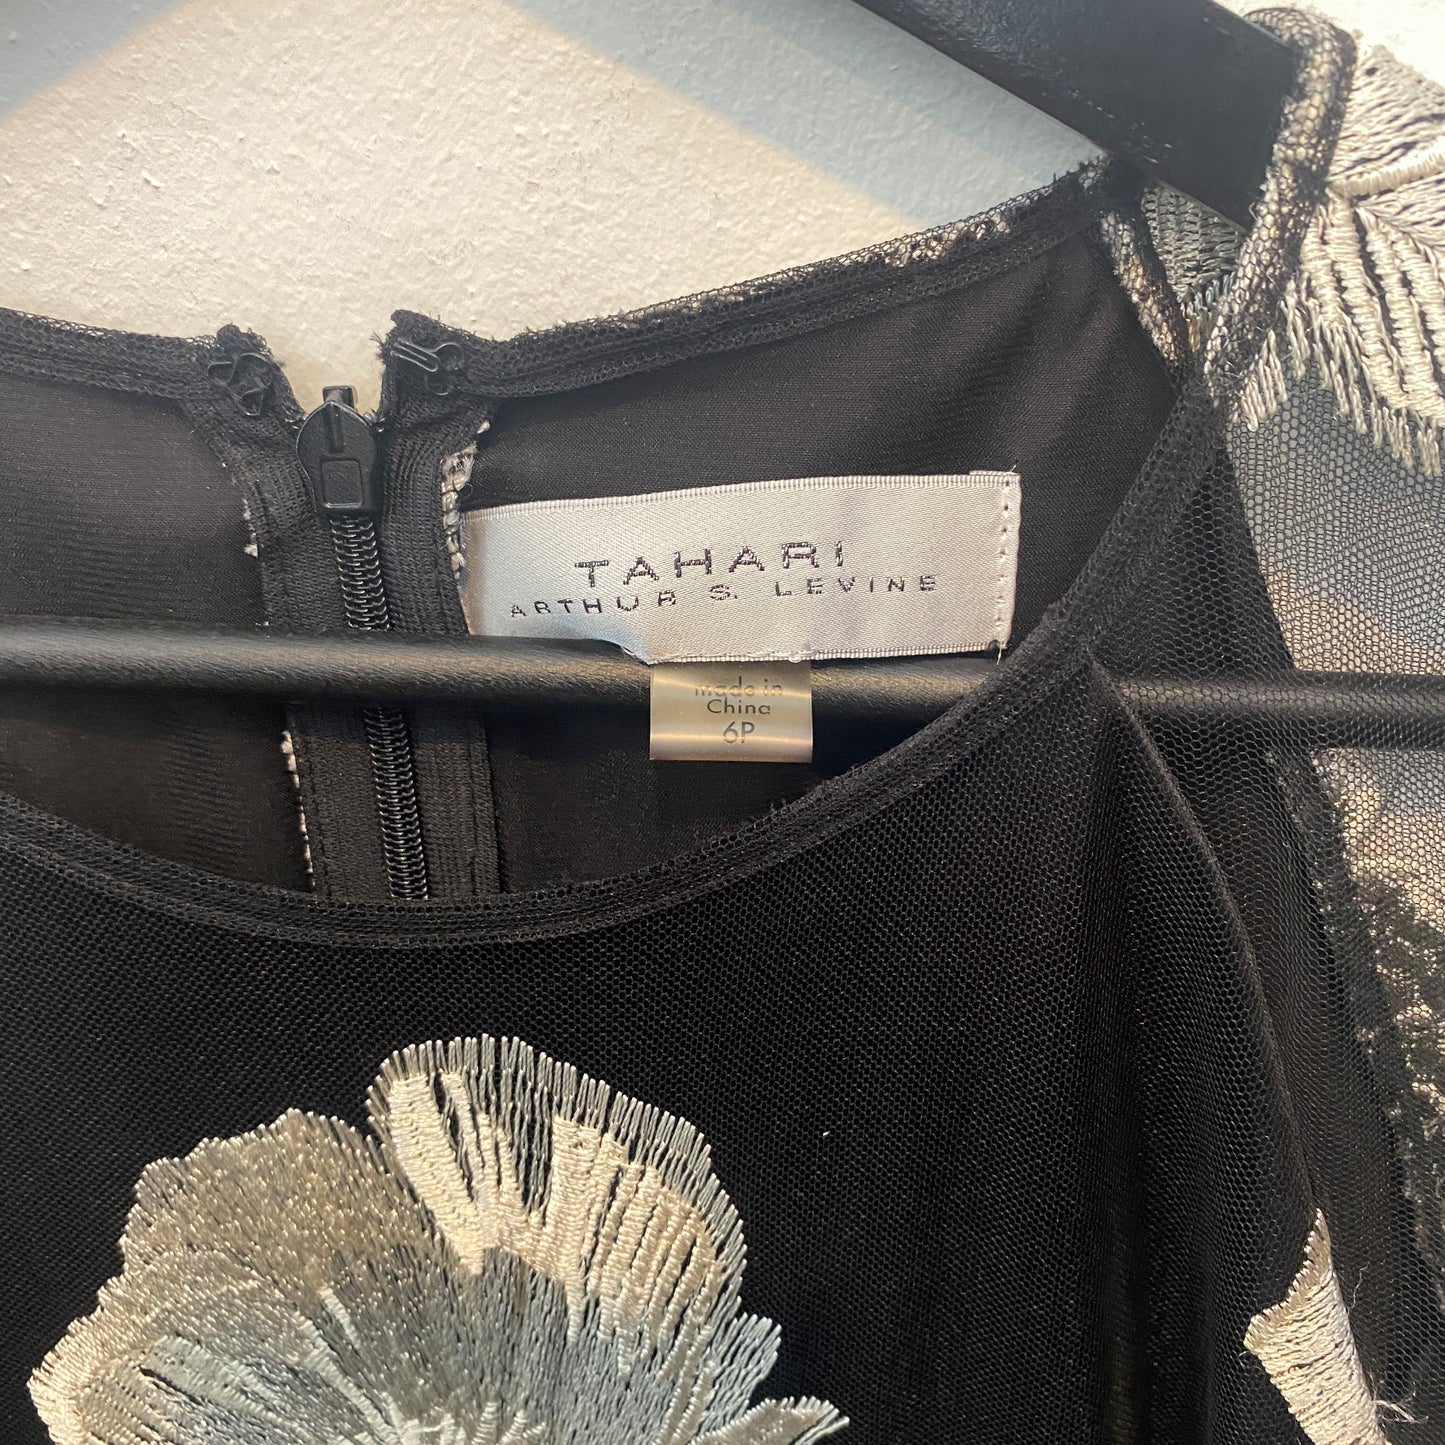 TAHARI
ARTHUR S. LEVINE
made in
China
6P